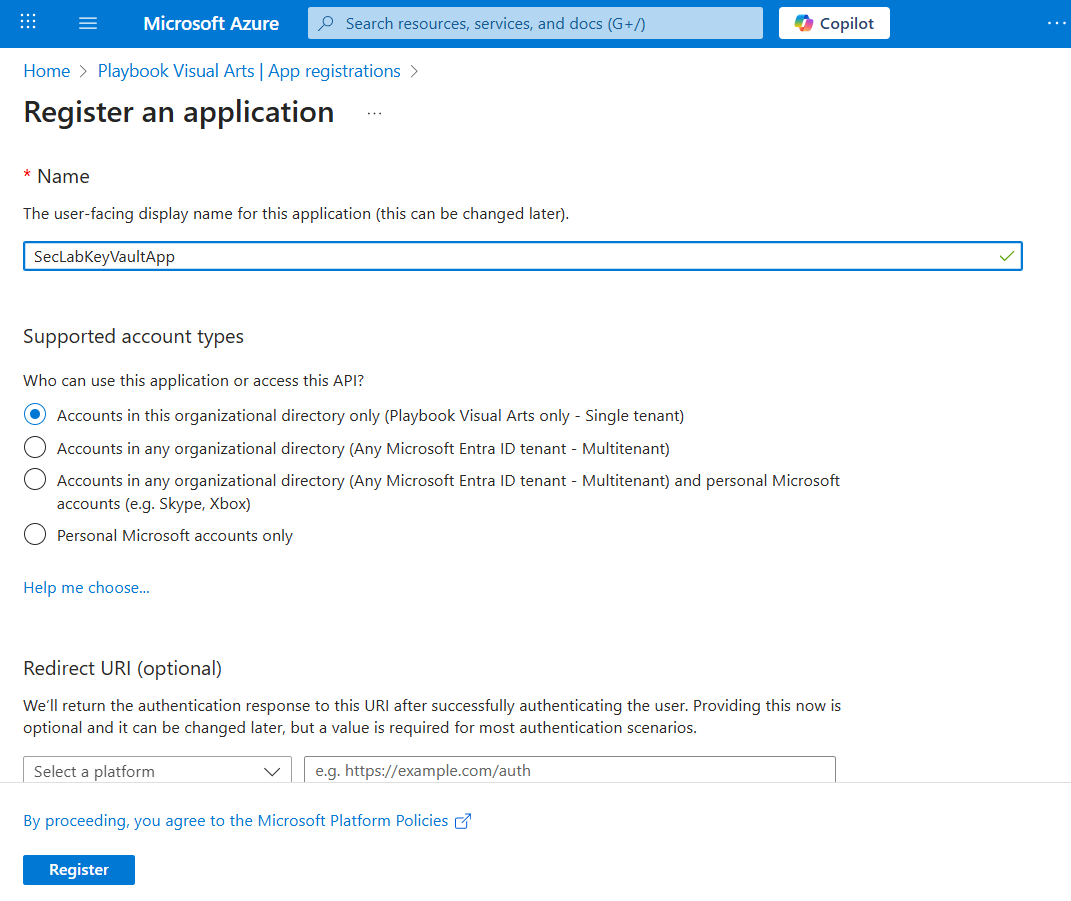 Microsoft Azure
Search resources, services, and docs (G+/)
Copilot
Home > Playbook Visual Arts | App registrations >
Register an application
* Name
The user-facing display name for this application (this can be changed later).
SecLabKeyVaultApp
Supported account types
Who can use this application or access this API?
Accounts in this organizational directory only (Playbook Visual Arts only - Single tenant)
Accounts in any organizational directory (Any Microsoft Entra ID tenant - Multitenant)
Accounts in any organizational directory (Any Microsoft Entra ID tenant - Multitenant) and personal Microsoft
accounts (e.g. Skype, Xbox)
Personal Microsoft accounts only
Help me choose...
Redirect URI (optional)
We'll return the authentication response to this URI after successfully authenticating the user. Providing this now is
optional and it can be changed later, but a value is required for most authentication scenarios.
Select a platform
e.g. https://example.com/auth
By proceeding, you agree to the Microsoft Platform Policies
Register